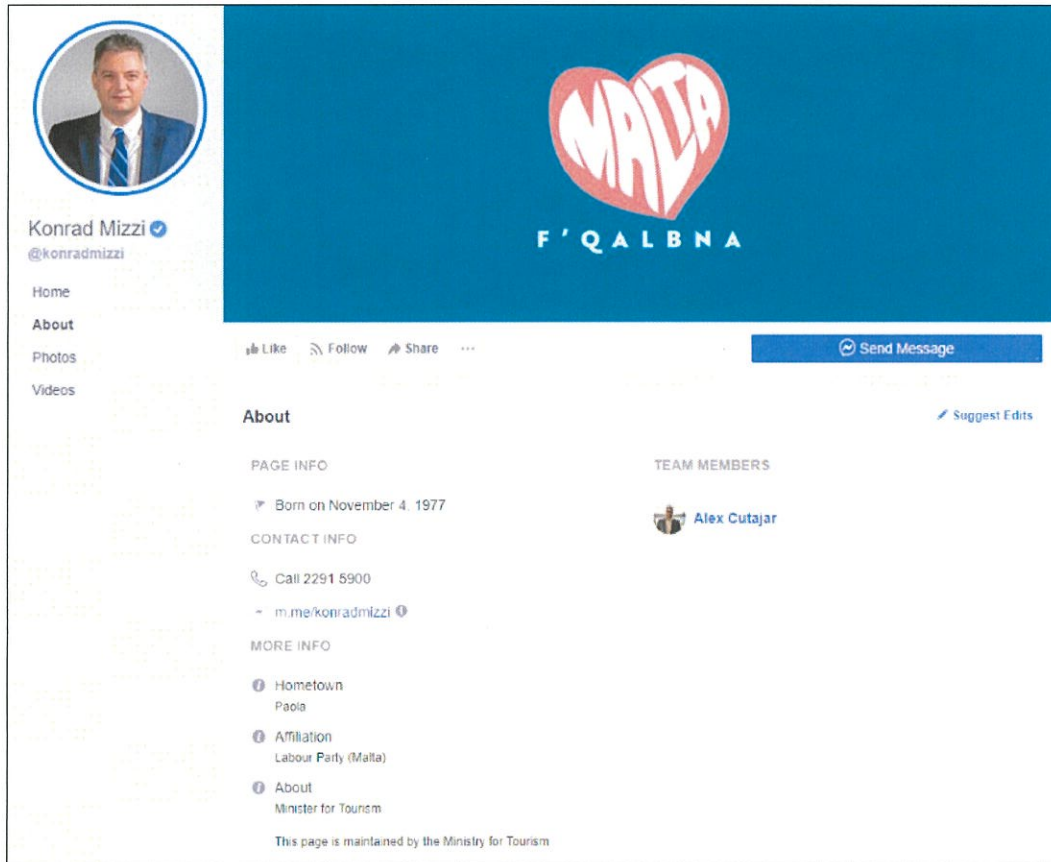 MALTA
F'QALBNA
Konrad Mizzi
@konradmizzi
Home
About
Photos
Videos
Like Follow Share ...
Send Message
About
Suggest Edits
PAGE INFO
Born on November 4, 1977
CONTACT INFO
Call 2291 5900
m.me/konradmizzi
MORE INFO
Hometown
Paola
Affiliation
Labour Party (Malta)
About
Minister for Tourism
This page is maintained by the Ministry for Tourism
TEAM MEMBERS
Alex Cutajar